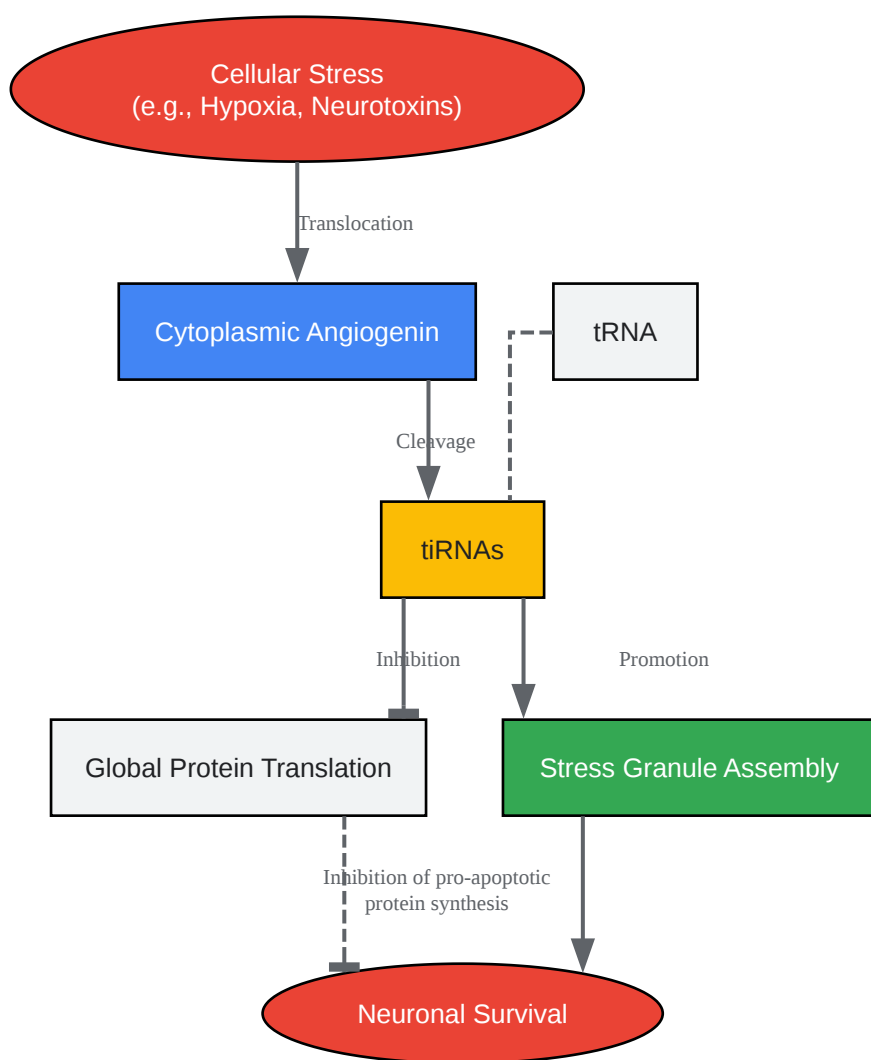 Cellular Stress
(e.g., Hypoxia, Neurotoxins)
Translocation
Cytoplasmic Angiogenin
tRNA
Cleavage
tiRNAs
Inhibition
Promotion
Global Protein Translation
Stress Granule Assembly
Inhibition of pro-apoptotic
protein synthesis
Neuronal Survival